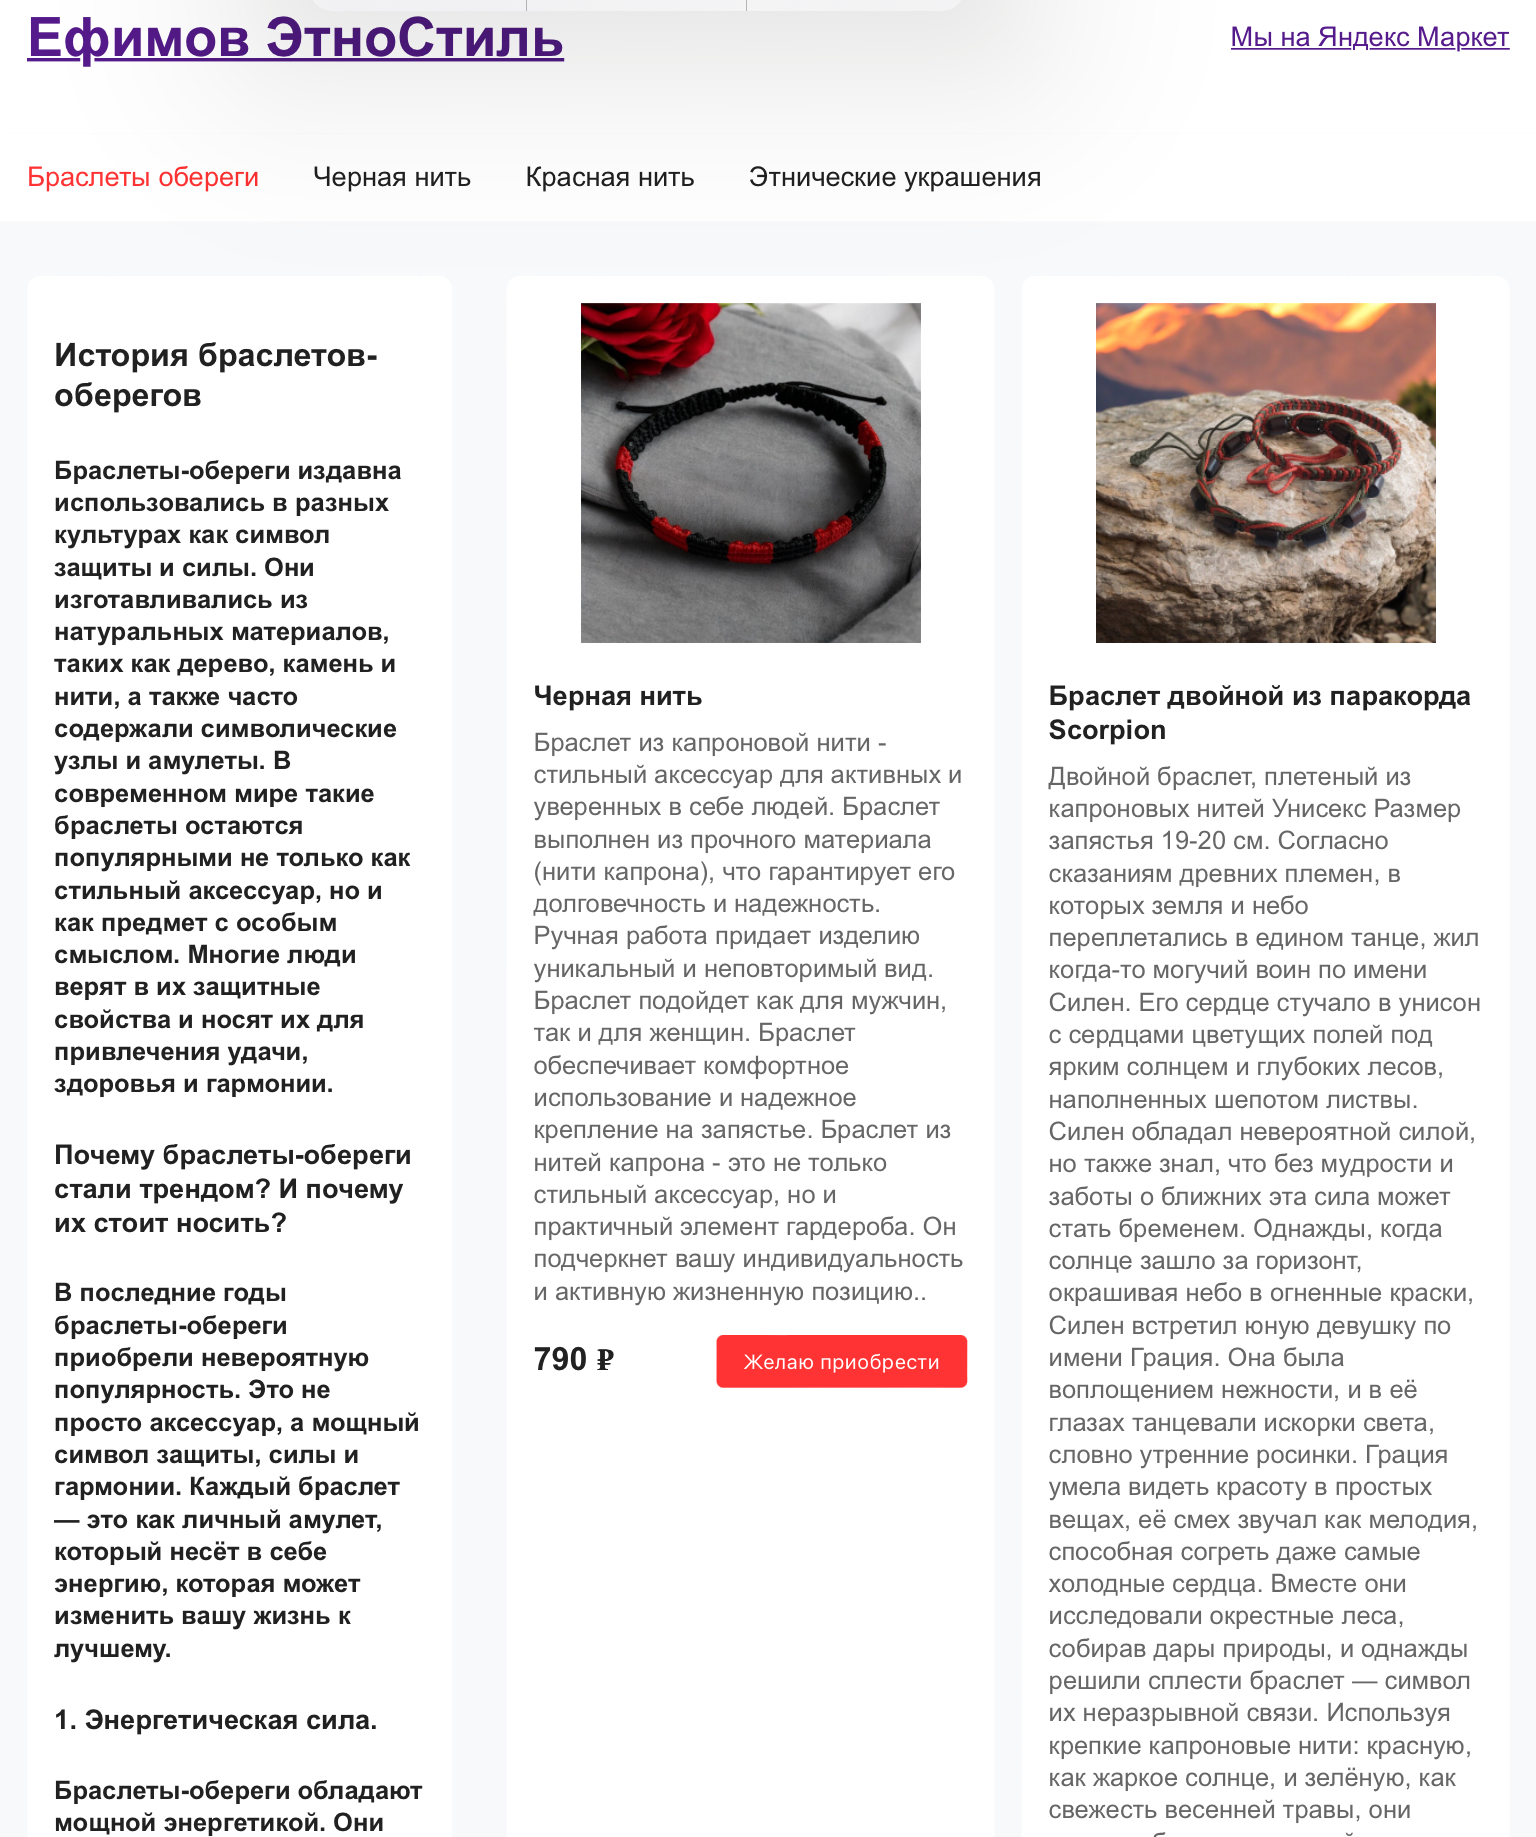 Ефимов ЭтноСтиль
Мы на Яндекс Маркет
Браслеты обереги
Черная нить
Красная нить
Этнические украшения
История браслетов-
оберегов
Браслеты-обереги издавна
использовались в разных
культурах как символ
защиты и силы. Они
изготавливались из
натуральных материалов,
таких как дерево, камень и
нити, а также часто
содержали символические
узлы и амулеты. В
современном мире такие
браслеты остаются
популярными не только как
стильный аксессуар, но и
как предмет с особым
смыслом. Многие люди
верят в их защитные
свойства и носят их для
привлечения удачи,
здоровья и гармонии.
Почему браслеты-обереги
стали трендом? И почему
их стоит носить?
В последние годы
браслеты-обереги
приобрели невероятную
популярность. Это не
просто аксессуар, а мощный
символ защиты, силы и
гармонии. Каждый браслет
— это как личный амулет,
который несёт в себе
энергию, которая может
изменить вашу жизнь к
лучшему.
1. Энергетическая сила.
Браслеты-обереги обладают
мощной энергетикой. Они
Черная нить
Браслет из капроновой нити -
стильный аксессуар для активных и
уверенных в себе людей. Браслет
выполнен из прочного материала
(нити капрона), что гарантирует его
долговечность и надежность.
Ручная работа придает изделию
уникальный и неповторимый вид.
Браслет подойдет как для мужчин,
так и для женщин. Браслет
обеспечивает комфортное
использование и надежное
крепление на запястье. Браслет из
нитей капрона - это не только
стильный аксессуар, но и
практичный элемент гардероба. Он
подчеркнет вашу индивидуальность
и активную жизненную позицию..
790 ₽
Желаю приобрести
Браслет двойной из паракорда
Scorpion
Двойной браслет, плетеный из
капроновых нитей Унисекс Размер
запястья 19-20 см. Согласно
сказаниям древних племен, в
которых земля и небо
переплетались в едином танце, жил
когда-то могучий воин по имени
Силен. Его сердце стучало в унисон
с сердцами цветущих полей под
ярким солнцем и глубоких лесов,
наполненных шепотом листвы.
Силен обладал невероятной силой,
но также знал, что без мудрости и
заботы о ближних эта сила может
стать бременем. Однажды, когда
солнце зашло за горизонт,
окрашивая небо в огненные краски,
Силен встретил юную девушку по
имени Грация. Она была
воплощением нежности, и в её
глазах танцевали искорки света,
словно утренние росинки. Грация
умела видеть красоту в простых
вещах, её смех звучал как мелодия,
способная согреть даже самые
холодные сердца. Вместе они
исследовали окрестные леса,
собирав дары природы, и однажды
решили сплести браслет — символ
их неразрывной связи. Используя
крепкие капроновые нити: красную,
как жаркое солнце, и зелёную, как
свежесть весенней травы, они